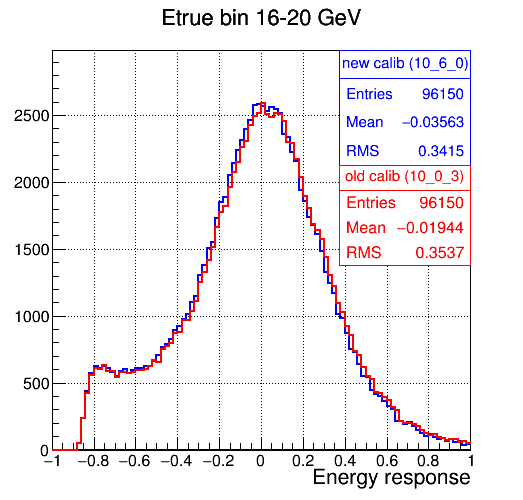 Etrue bin 16-20 GeV
new calib (10_6_0)
Entries 96150
Mean −0.03563
RMS 0.3415
old calib (10_0_3)
Entries 96150
Mean −0.01944
RMS 0.3537
2500
2000
1500
1000
500
0
−1 −0.8 −0.6 −0.4 −0.2 0 0.2 0.4 0.6 0.8 1
Energy response